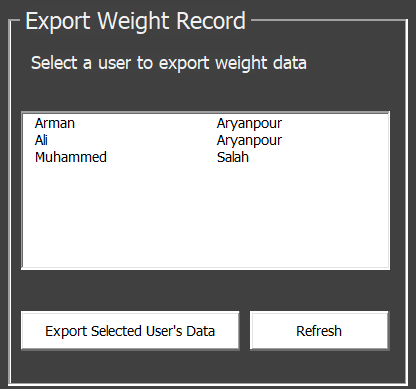 Export Weight Record
Select a user to export weight data
Arman Aryanpour
Ali Aryanpour
Muhammed Salah
Export Selected User's Data Refresh